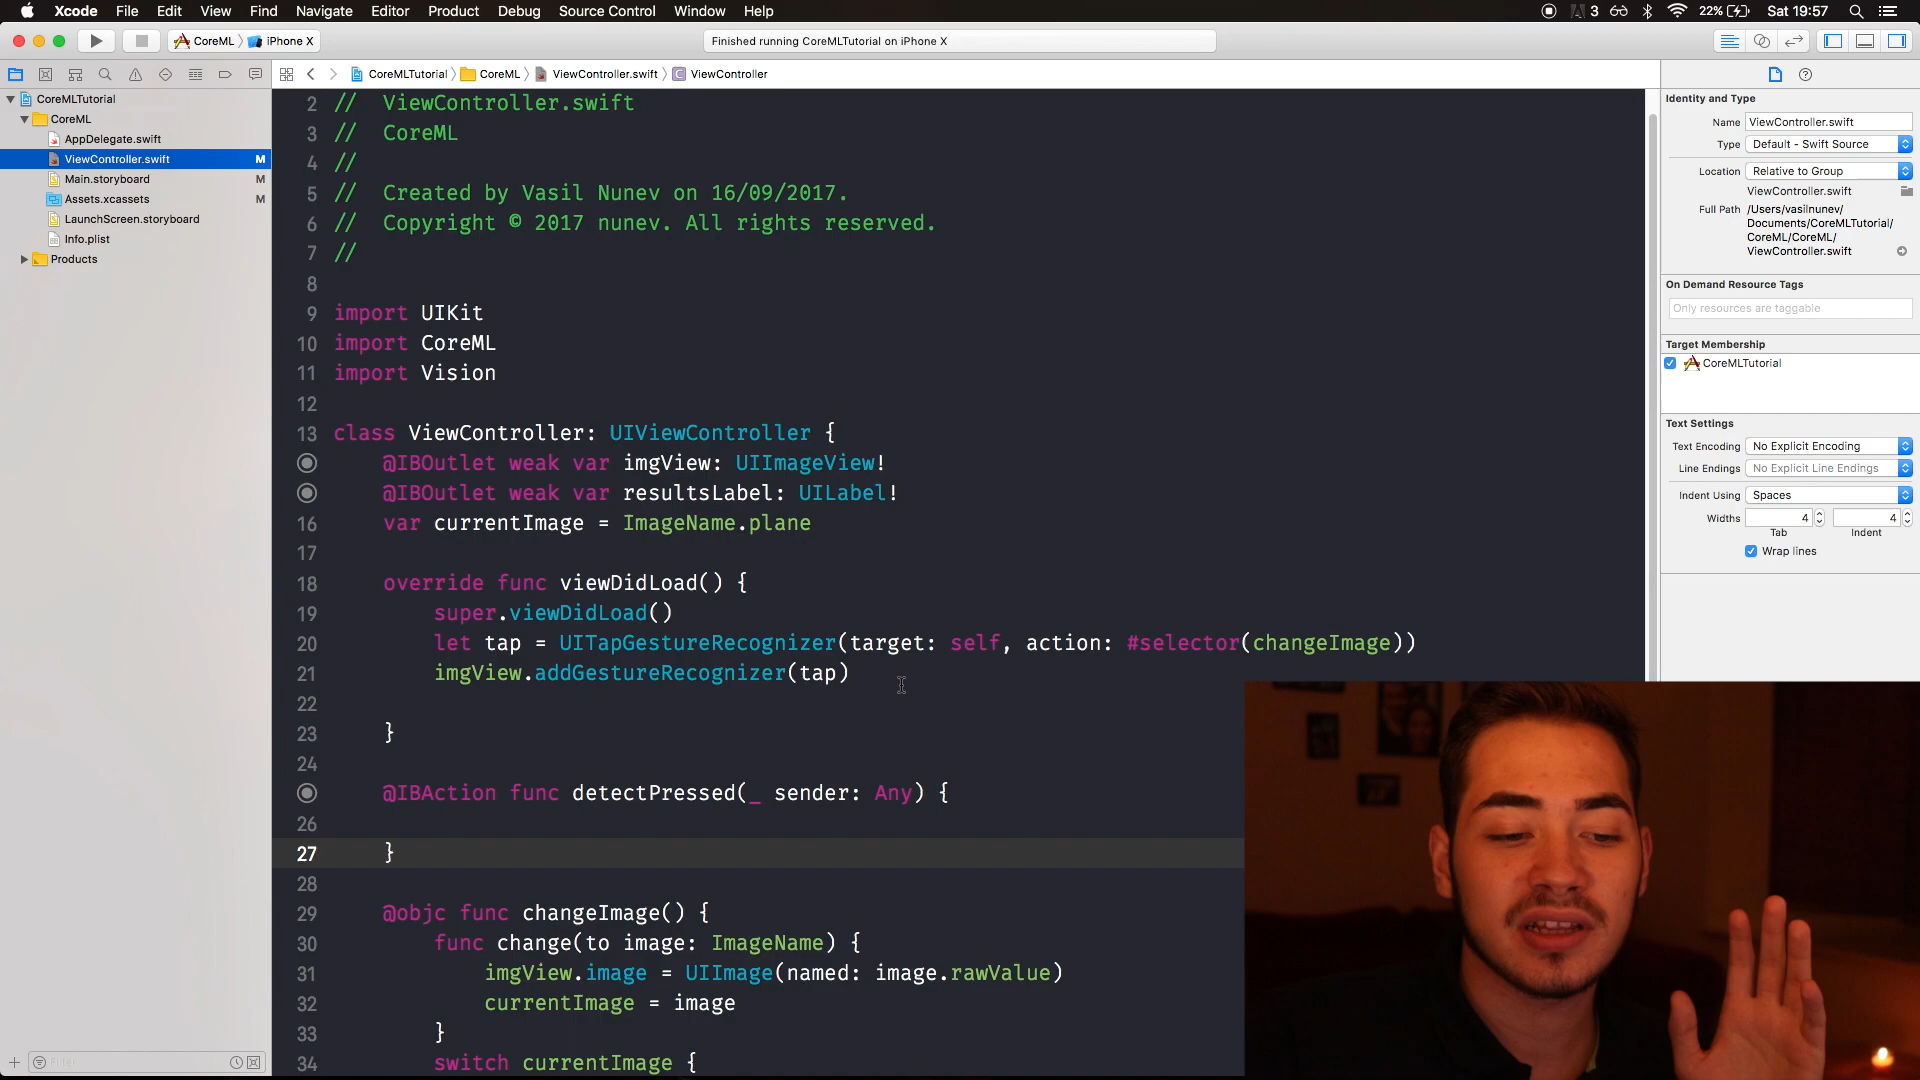 Xcode File Edit View Find Navigate Editor Product Debug Source Control Window Help
3 22% Sat 19:57
CoreML iPhone X
Finished running CoreMLTutorial on iPhone X
CoreMLTutorial CoreML ViewController.swift ViewController
CoreMLTutorial
CoreML
AppDelegate.swift
ViewController.swift M
Main.storyboard M
Assets.xcassets M
LaunchScreen.storyboard
Info.plist
Products
Filter
2 // ViewController.swift
3 // CoreML
4 //
5 // Created by Vasil Nunev on 16/09/2017.
6 // Copyright © 2017 nunev. All rights reserved.
7 //
8
9 import UIKit
10 import CoreML
11 import Vision
12
13 class ViewController: UIViewController {
@IBOutlet weak var imgView: UIImageView!
@IBOutlet weak var resultsLabel: UILabel!
16 var currentImage = ImageName.plane
17
18 override func viewDidLoad() {
19 super.viewDidLoad()
20 let tap = UITapGestureRecognizer(target: self, action: #selector(changeImage))
21 imgView.addGestureRecognizer(tap)
22
23 }
24
@IBAction func detectPressed(_ sender: Any) {
26
27 }
28
29 @objc func changeImage() {
30 func change(to image: ImageName) {
31 imgView.image = UIImage(named: image.rawValue)
32 currentImage = image
33 }
34 switch currentImage {
Identity and Type
Name ViewController.swift
Type Default - Swift Source
Location Relative to Group
ViewController.swift
Full Path /Users/vasilnunev/
Documents/CoreMLTutorial/
CoreML/CoreML/
ViewController.swift
On Demand Resource Tags
Only resources are taggable
Target Membership
CoreMLTutorial
Text Settings
Text Encoding No Explicit Encoding
Line Endings No Explicit Line Endings
Indent Using Spaces
Widths 4 4
Tab Indent
Wrap lines